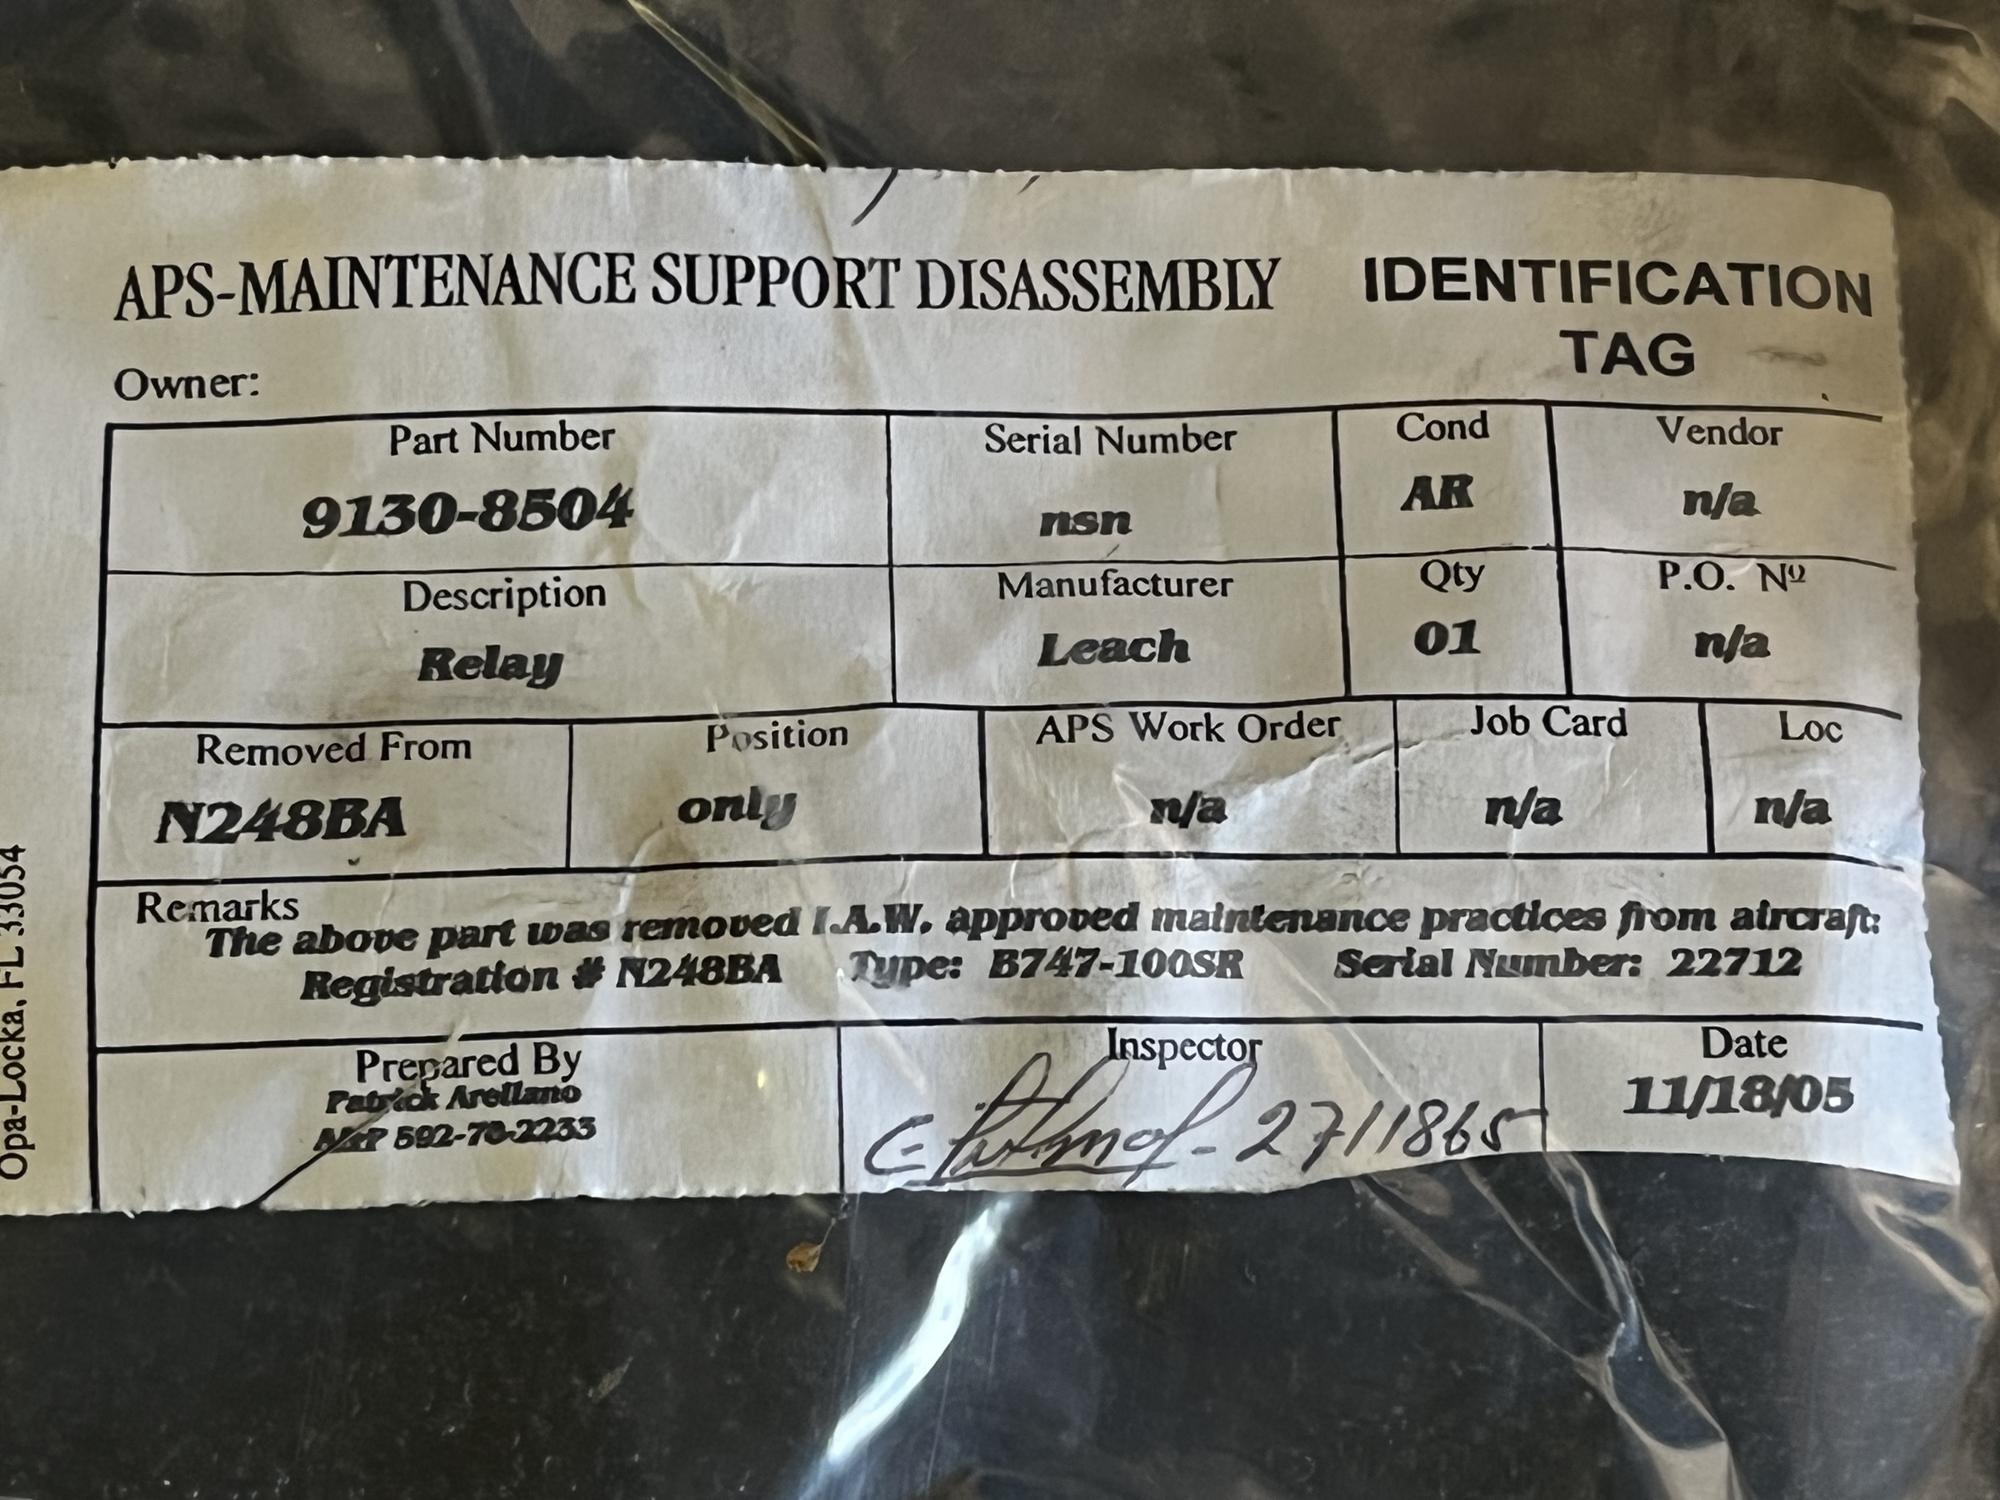 APS-MAINTENANCE SUPPORT DISASSEMBLY IDENTIFICATION TAG
Owner:
Part Number Serial Number Cond Vendor
9130-8504 nsn AR n/a
Description Manufacturer Qty P.O. Nº
Relay Leach 01 n/a
Removed From Position APS Work Order Job Card Loc
N248BA only n/a n/a n/a
Remarks
The above part was removed I.A.W. approved maintenance practices from aircraft:
Registration # N248BA Type: B747-100SR Serial Number: 22712
Prepared By Inspector Date
Patrick Arellano
A&P 592-78-2233 2711865 11/18/05
Opa-Locka, FL 33054